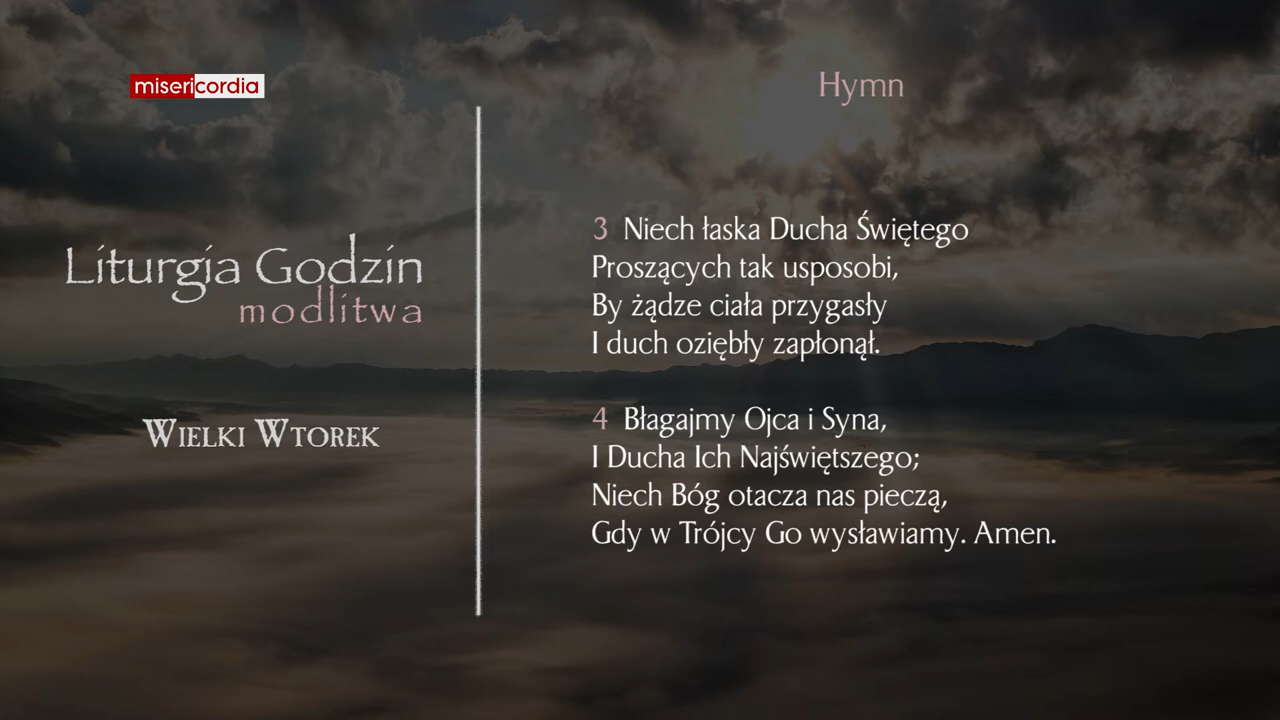 misericordia
Liturgia Godzin
modlitwa
Wielki Wtorek
Hymn
3 Niech łaska Ducha Świętego
Proszących tak usposobi,
By żądze ciała przygasły
I duch oziębły zapłonął.
4 Błagajmy Ojca i Syna,
I Ducha Ich Najświętszego;
Niech Bóg otacza nas pieczą,
Gdy w Trójcy Go wysławiamy. Amen.